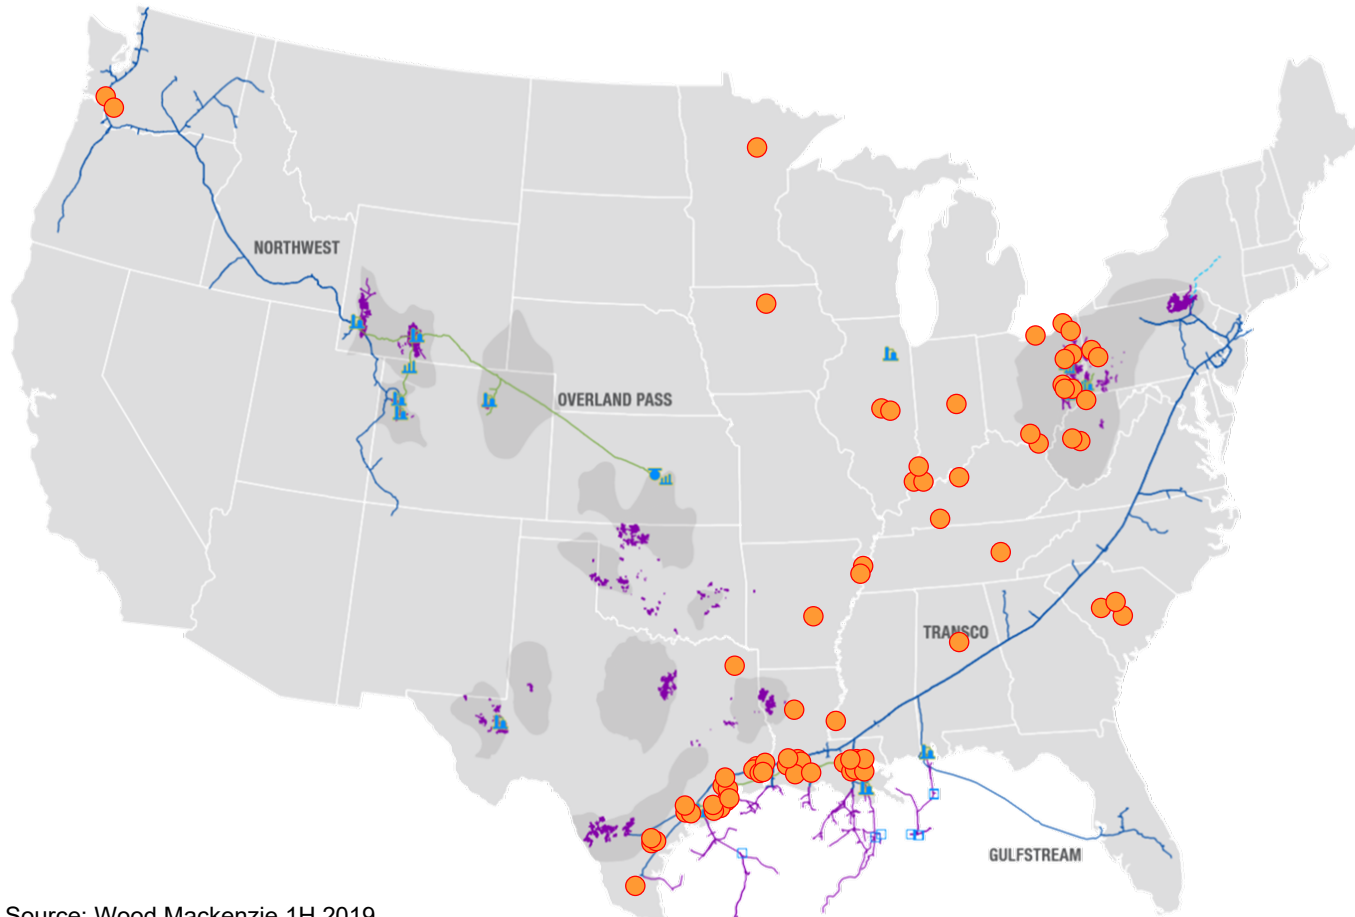 NORTHWEST
OVERLAND PASS
TRANSCO
GULFSTREAM
Source: Wood Mackenzie 1H 2019